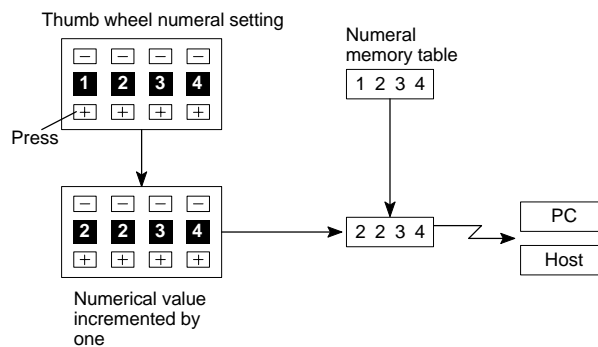 Thumb wheel numeral setting
− − − −
1 2 3 4
+ + + +
Press
Numeral
memory table
1 2 3 4
− − − −
2 2 3 4
+ + + +
Numerical value
incremented by
one
2 2 3 4
PC
Host